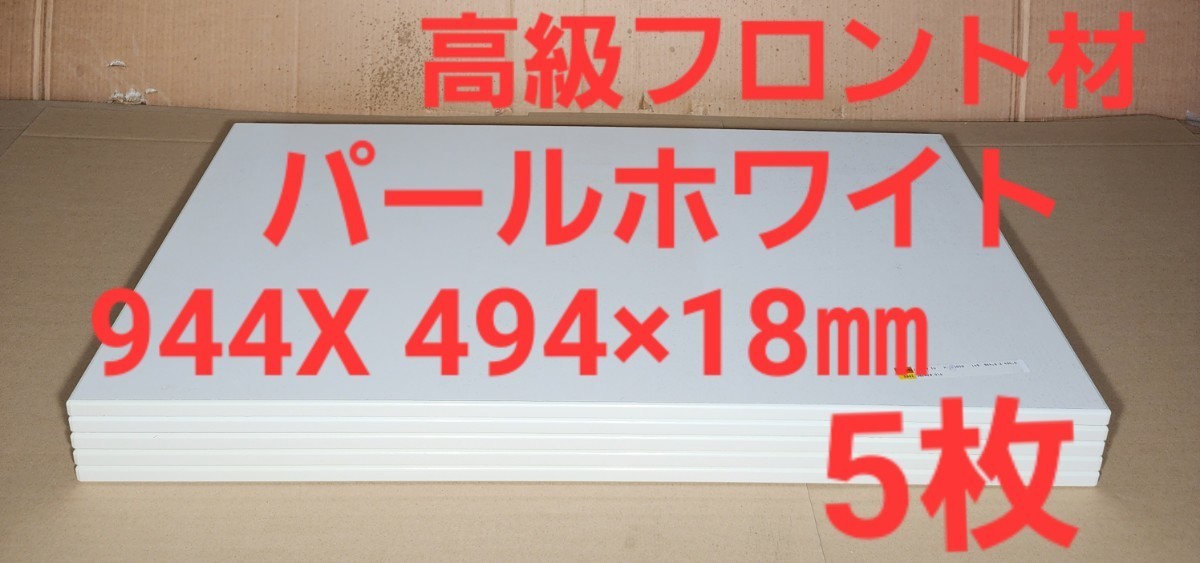 高級フロント材
パールホワイト
944X 494×18㎜
5枚